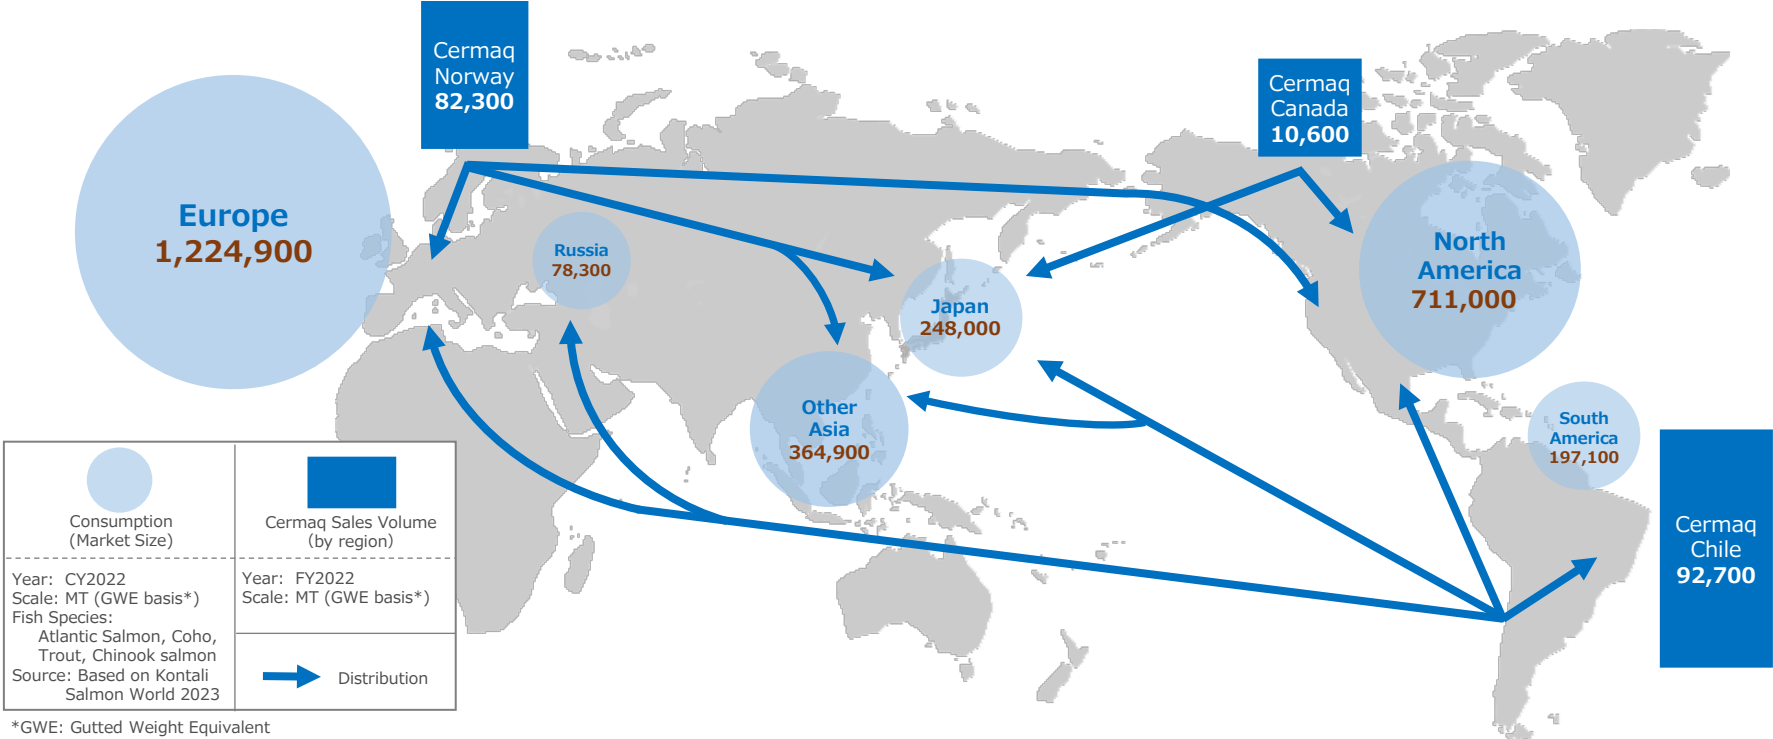 Cermaq
Norway
82,300
Cermaq
Canada
10,600
Europe
1,224,900
Russia
78,300
Japan
248,000
North
America
711,000
Other
Asia
364,900
South
America
197,100
Cermaq
Chile
92,700
Consumption
(Market Size)
Cermaq Sales Volume
(by region)
Year: CY2022
Scale: MT (GWE basis*)
Fish Species:
Atlantic Salmon, Coho,
Trout, Chinook salmon
Source: Based on Kontali
Salmon World 2023
Year: FY2022
Scale: MT (GWE basis*)
Distribution
*GWE: Gutted Weight Equivalent